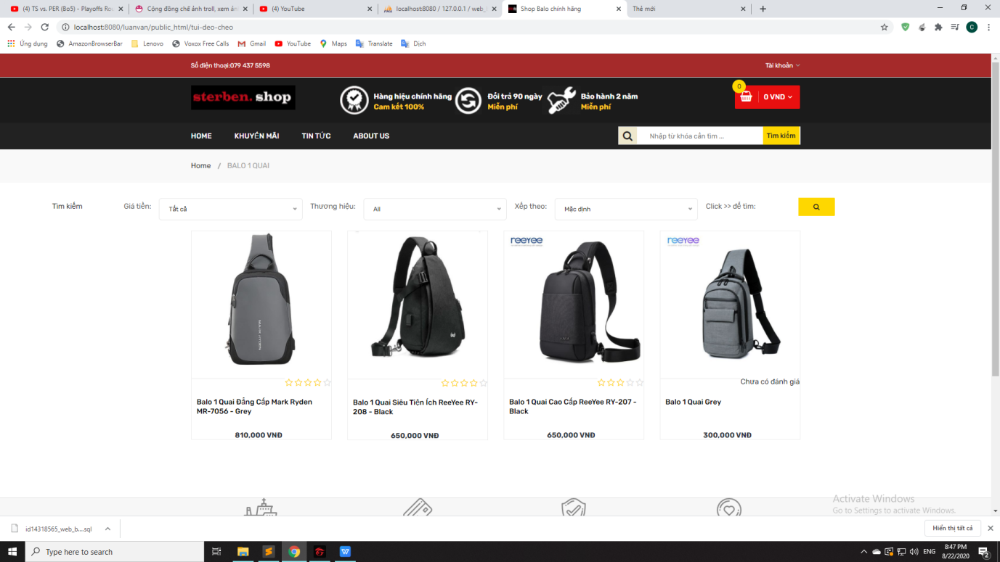 (4) TS vs. PER (Bo5) - Playoffs Rou
Cộng đồng chế ảnh troll, xem ản
(4) YouTube
localhost:8080 / 127.0.0.1 / web_b
Shop Balo chính hãng
Thẻ mới
localhost:8080/luanvan/public_html/tui-deo-cheo
C
Ứng dụng
AmazonBrowserBar
Lenovo
Voxox Free Calls
Gmail
YouTube
Maps
Translate
Dịch
Số điện thoại:079 437 5598
Tài khoản
sterben. shop
Hàng hiệu chính hãng
Cam kết 100%
Đổi trả 90 ngày
Miễn phí
Bảo hành 2 năm
Miễn phí
0
0 VND
HOME
KHUYẾN MÃI
TIN TỨC
ABOUT US
Nhập từ khóa cần tìm ...
Tìm kiếm
Home / BALO 1 QUAI
Tìm kiếm
Giá tiền:
Tất cả
Thương hiệu:
All
Xếp theo:
Mặc định
Click >> để tìm:
reeyee
reeyee
MARK RYDEN
Chưa có đánh giá
Balo 1 Quai Đẳng Cấp Mark Ryden
MR-7056 - Grey
810,000 VNĐ
Balo 1 Quai Siêu Tiện Ích ReeYee RY-
208 - Black
650,000 VNĐ
Balo 1 Quai Cao Cấp ReeYee RY-207 -
Black
650,000 VNĐ
Balo 1 Quai Grey
300,000 VNĐ
Activate Windows
Go to Settings to activate Windows.
id14318565_web_b....sql
Hiển thị tất cả
Type here to search
ENG
8:47 PM
8/22/2020
2